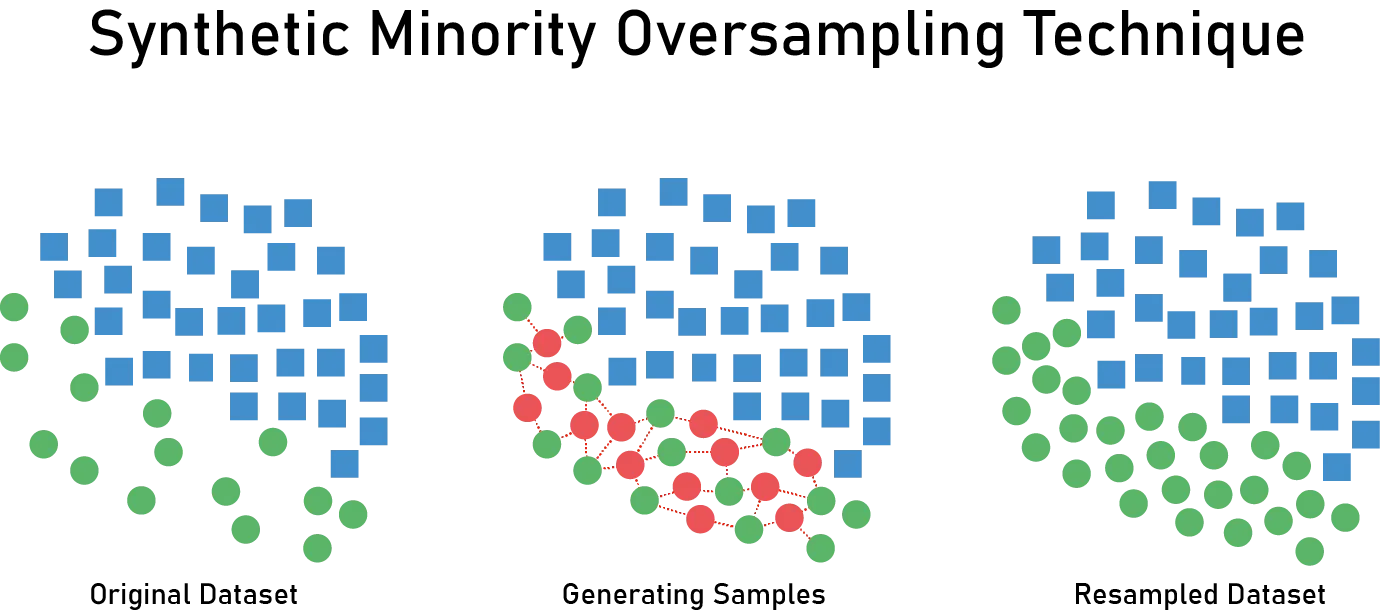 Synthetic Minority Oversampling Technique
Original Dataset
Generating Samples
Resampled Dataset